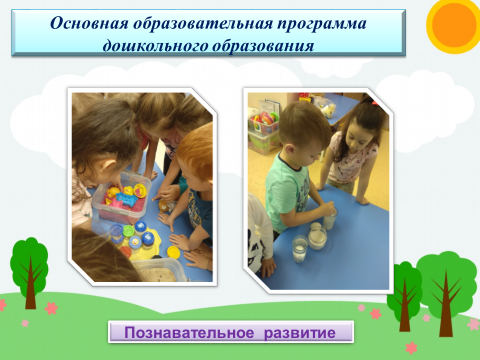 Основная образовательная программа
дошкольного образования
Познавательное развитие